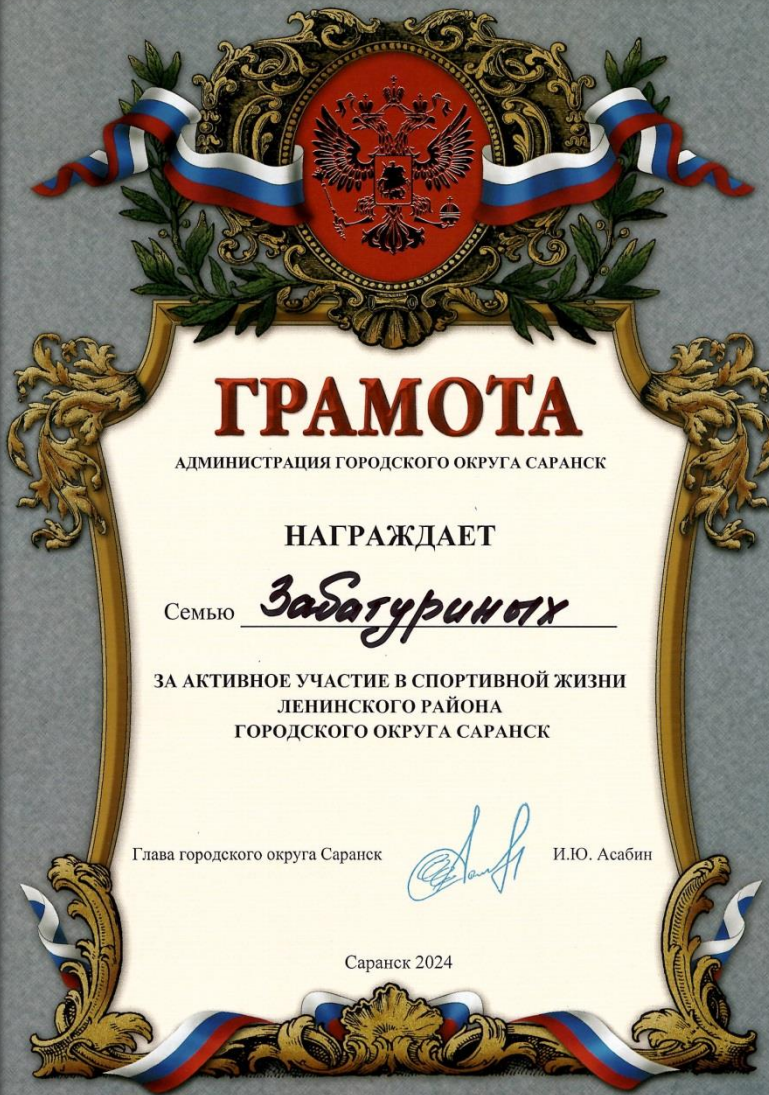 ГРАМОТА
АДМИНИСТРАЦИЯ ГОРОДСКОГО ОКРУГА САРАНСК
НАГРАЖДАЕТ
Семью Забатуриных
ЗА АКТИВНОЕ УЧАСТИЕ В СПОРТИВНОЙ ЖИЗНИ
ЛЕНИНСКОГО РАЙОНА
ГОРОДСКОГО ОКРУГА САРАНСК
Глава городского округа Саранск И.Ю. Асабин
Саранск 2024